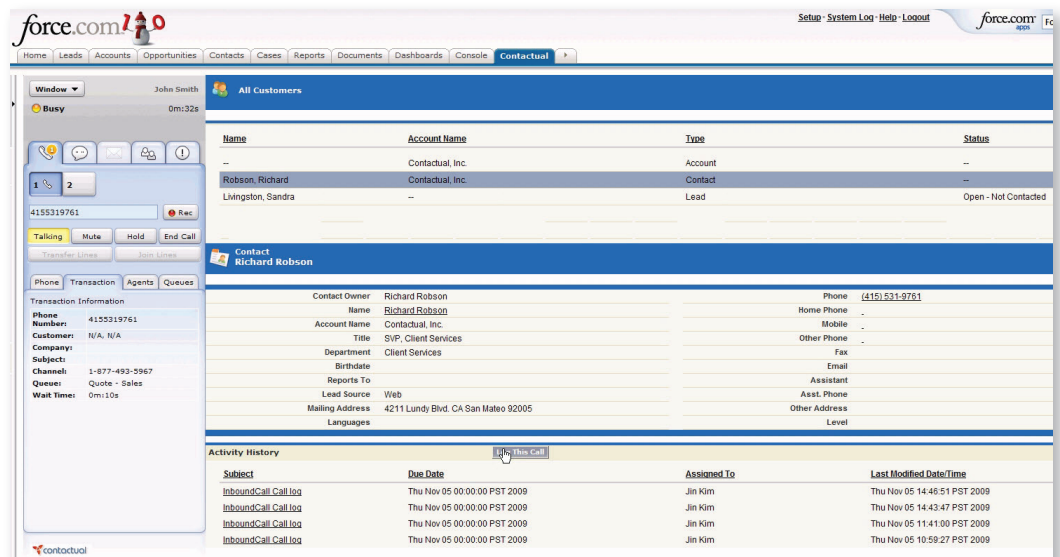 force.com
Setup · System Log · Help · Logout
force.com apps Fo
Home Leads Accounts Opportunities Contacts Cases Reports Documents Dashboards Console Contactual
Window John Smith
Busy 0m:32s
1 2
4155319761 Rec
Talking Mute Hold End Call
Transfer Lines Join Lines
Phone Transaction Agents Queues
Transaction Information
Phone Number: 4155319761
Customer: N/A, N/A
Company:
Subject:
Channel: 1-877-493-5967
Queue: Quote - Sales
Wait Time: 0m:10s
contactual
All Customers
Name Account Name Type Status
-- Contactual, Inc. Account --
Robson, Richard Contactual, Inc. Contact --
Livingston, Sandra -- Lead Open - Not Contacted
Contact
Richard Robson
Contact Owner Richard Robson Phone (415) 531-9761
Name Richard Robson Home Phone -
Account Name Contactual, Inc. Mobile -
Title SVP, Client Services Other Phone -
Department Client Services Fax
Birthdate Email
Reports To Assistant
Lead Source Web Asst. Phone
Mailing Address 4211 Lundy Blvd. CA San Mateo 92005 Other Address
Languages Level
Activity History This Call
Subject Due Date Assigned To Last Modified Date/Time
InboundCall Call log Thu Nov 05 00:00:00 PST 2009 Jin Kim Thu Nov 05 14:46:51 PST 2009
InboundCall Call log Thu Nov 05 00:00:00 PST 2009 Jin Kim Thu Nov 05 14:43:47 PST 2009
InboundCall Call log Thu Nov 05 00:00:00 PST 2009 Jin Kim Thu Nov 05 11:41:00 PST 2009
InboundCall Call log Thu Nov 05 00:00:00 PST 2009 Jin Kim Thu Nov 05 10:59:27 PST 2009